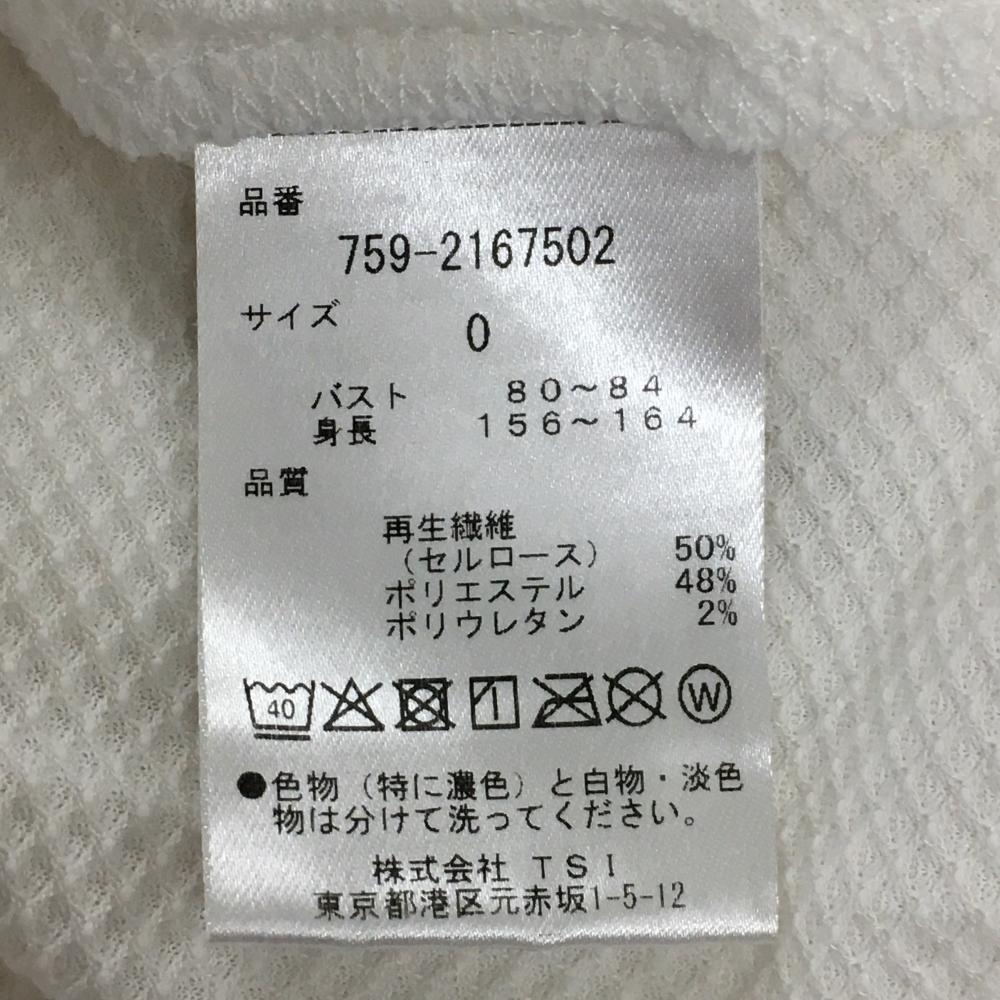 品番
759-2167502
サイズ 0
バスト 80~84
身長 156~164
品質
再生繊維
(セルロース) 50%
ポリエステル 48%
ポリウレタン 2%
40 W
●色物(特に濃色)と白物・淡色
物は分けて洗ってください。
株式会社 TSI
東京都港区元赤坂1-5-12